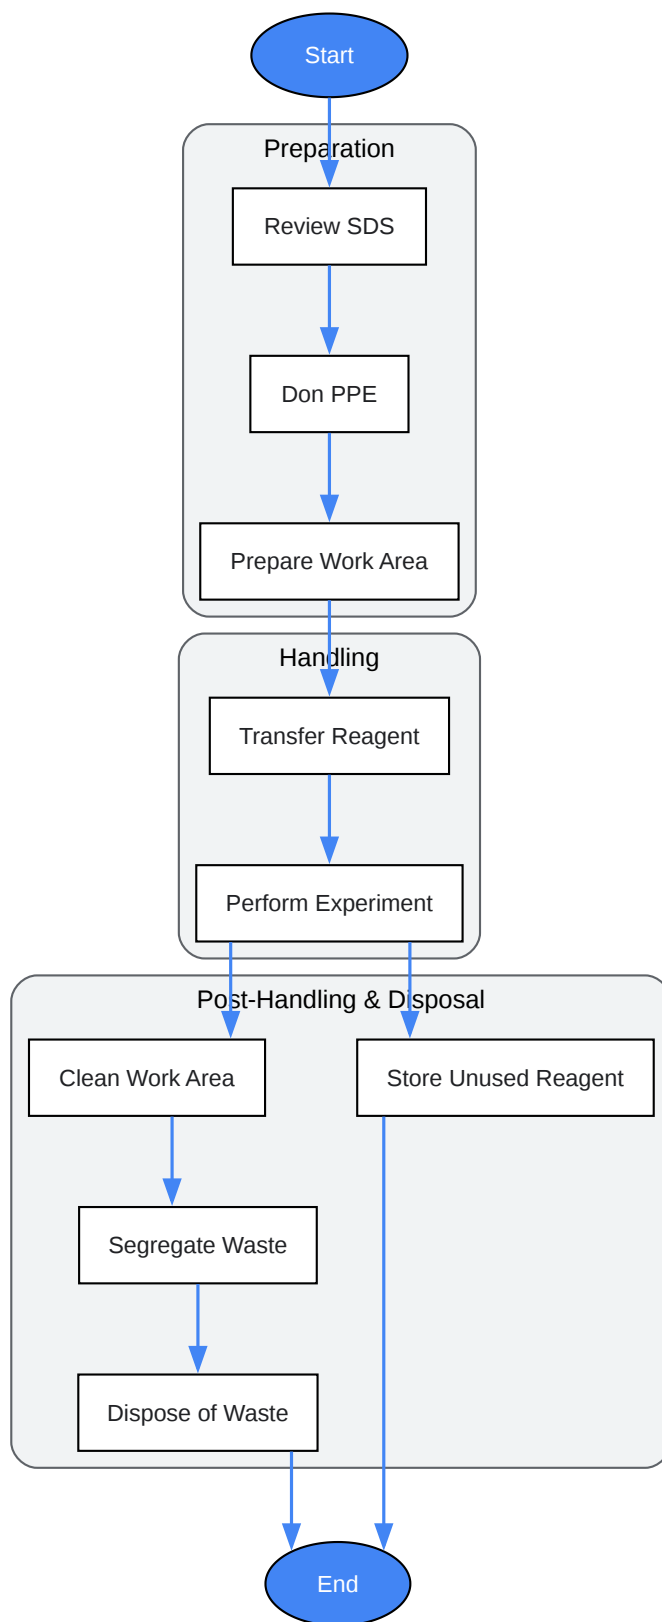 Start
Preparation
Review SDS
Don PPE
Prepare Work Area
Handling
Transfer Reagent
Perform Experiment
Post-Handling & Disposal
Clean Work Area
Store Unused Reagent
Segregate Waste
Dispose of Waste
End